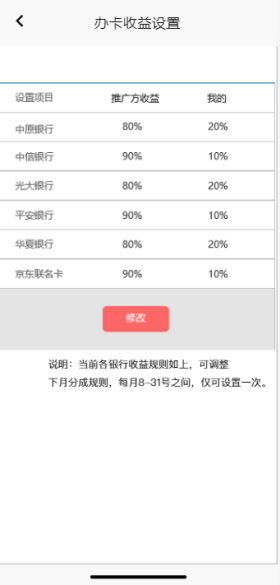 办卡收益设置
设置项目 推广方收益 我的
中原银行 80% 20%
中信银行 90% 10%
光大银行 80% 20%
平安银行 90% 10%
华夏银行 80% 20%
京东联名卡 90% 10%
修改
说明：当前各银行收益规则如上，可调整
下月分成规则，每月8-31号之间，仅可设置一次。